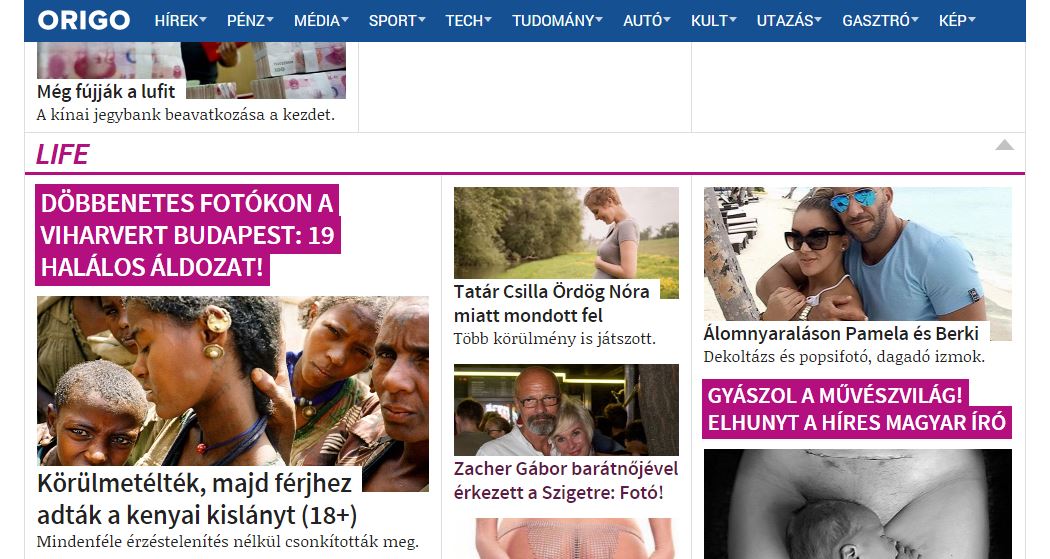 ORIGO HÍREK PÉNZ MÉDIA SPORT TECH TUDOMÁNY AUTÓ KULT UTAZÁS GASZTRÓ KÉP
Még fújják a lufit
A kínai jegybank beavatkozása a kezdet.
LIFE
DÖBBENETES FOTÓKON A
VIHARVERT BUDAPEST: 19
HALÁLOS ÁLDOZAT!
Körülmetélték, majd férjhez
adták a kenyai kislányt (18+)
Mindenféle érzéstelenítés nélkül csonkították meg.
Tatár Csilla Ördög Nóra
miatt mondott fel
Több körülmény is játszott.
Zacher Gábor barátnőjével
érkezett a Szigetre: Fotó!
Álomnyaraláson Pamela és Berki
Dekoltázs és popsifotó, dagadó izmok.
GYÁSZOL A MŰVÉSZVILÁG!
ELHUNYT A HÍRES MAGYAR ÍRÓ